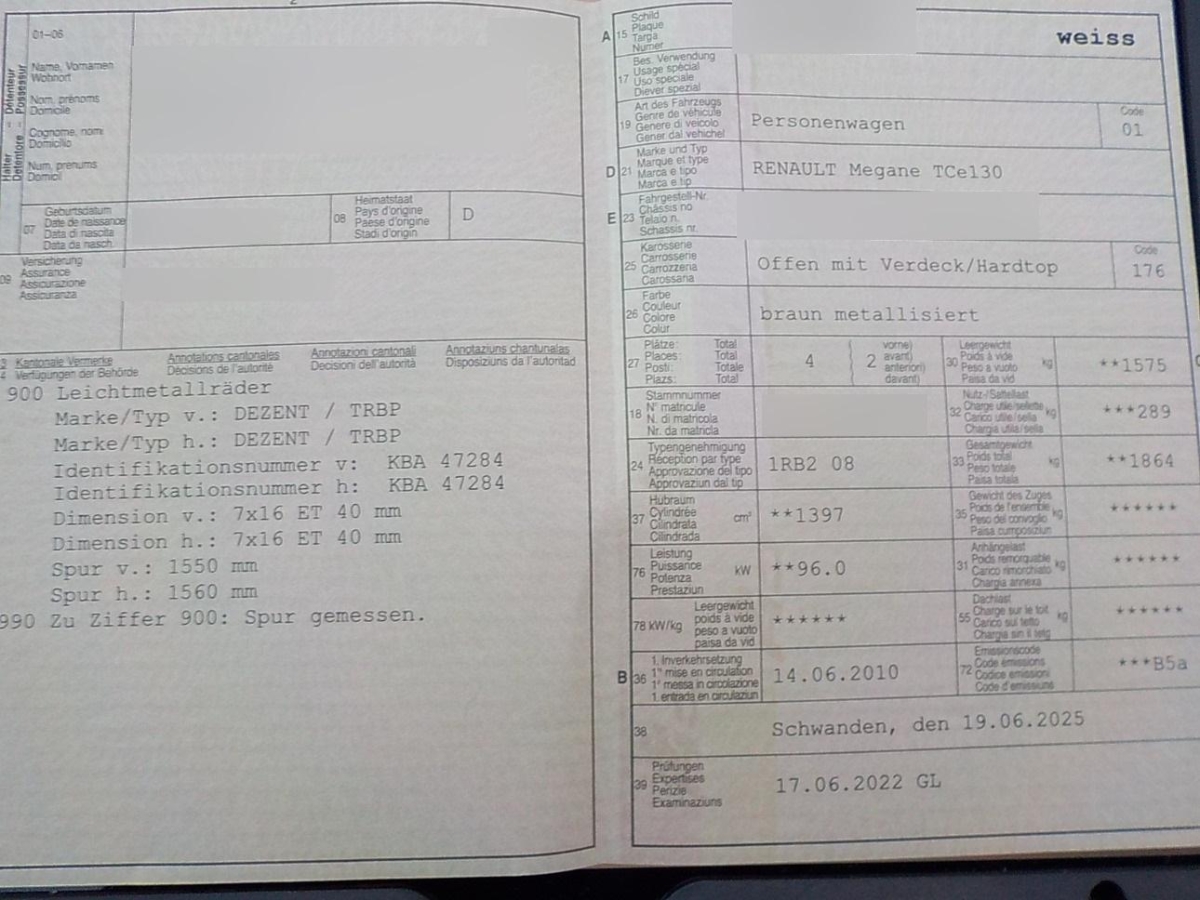 01–06
Détenteur
Possessur
Halter
Detentore
Name, Vornamen
Wohnort
Nom, prénoms
Domicile
Cognome, nomi
Domicilio
Num, prenums
Domicil
07
Geburtsdatum
Date de naissance
Data di nascita
Data da nasch.
08
Heimatstaat
Pays d'origine
Paese d'origine
Stadi d'origin
D
09
Versicherung
Assurance
Assicurazione
Assicuranza
Kantonale Vermerke
Verfügungen der Behörde
Annotations cantonales
Décisions de l'autorité
Annotazioni cantonali
Decisioni dell'autorità
Annotaziuns chantunalas
Disposiziuns da l'autoritad
900 Leichtmetallräder
Marke/Typ v.: DEZENT / TRBP
Marke/Typ h.: DEZENT / TRBP
Identifikationsnummer v: KBA 47284
Identifikationsnummer h: KBA 47284
Dimension v.: 7x16 ET 40 mm
Dimension h.: 7x16 ET 40 mm
Spur v.: 1550 mm
Spur h.: 1560 mm
990 Zu Ziffer 900: Spur gemessen.
A 15
Schild
Plaque
Targa
Numer
weiss
17
Bes. Verwendung
Usage spécial
Uso speciale
Diever spezial
19
Art des Fahrzeugs
Genre de véhicule
Genere di veicolo
Gener dal vehichel
Personenwagen
Code
01
D 21
Marke und Typ
Marque et type
Marca e tipo
Marca e tip
RENAULT Megane TCe130
E 23
Fahrgestell-Nr.
Châssis no
Telaio n.
Schassis nr.
25
Karosserie
Carrosserie
Carrozzeria
Carossaria
Offen mit Verdeck/Hardtop
Code
176
26
Farbe
Couleur
Colore
Colur
braun metallisiert
27
Plätze: Total
Places: Total
Posti: Totale
Plazs: Total
4
2
vorne)
avant)
anteriori)
davant)
30
Leergewicht
Poids à vide
Peso a vuoto
Paisa da vid
kg
**1575
18
Stammnummer
N° matricule
N. di matricola
Nr. da matricla
32
Nutz-/Sattellast
Charge utile/sellette
Carico utile/sella
Chargia utila/sella
kg
***289
24
Typengenehmigung
Réception par type
Approvazione del tipo
Approvaziun dal tip
1RB2 08
33
Gesamtgewicht
Poids total
Peso totale
Paisa totala
kg
**1864
37
Hubraum
Cylindrée
Cilindrata
Cilindrada
cm³
**1397
35
Gewicht des Zuges
Poids de l'ensemble
Peso del convoglio
Paisa cumposiziun
kg
******
76
Leistung
Puissance
Potenza
Prestaziun
kW
**96.0
31
Anhängelast
Poids remorquable
Carico rimorchiato
Chargia annexa
kg
******
78 kW/kg
Leergewicht
poids à vide
peso a vuoto
paisa da vid
******
55
Dachlast
Charge sur le toit
Carico sul tetto
Chargia sin il tetg
kg
******
B 36
1. Inverkehrsetzung
1re mise en circulation
1a messa in circolazione
1. entrada en circulaziun
14.06.2010
72
Emissionscode
Code émissions
Codice emissioni
Code d'emissiuns
***B5a
38
Schwanden, den 19.06.2025
39
Prüfungen
Expertises
Perizie
Examinaziuns
17.06.2022 GL